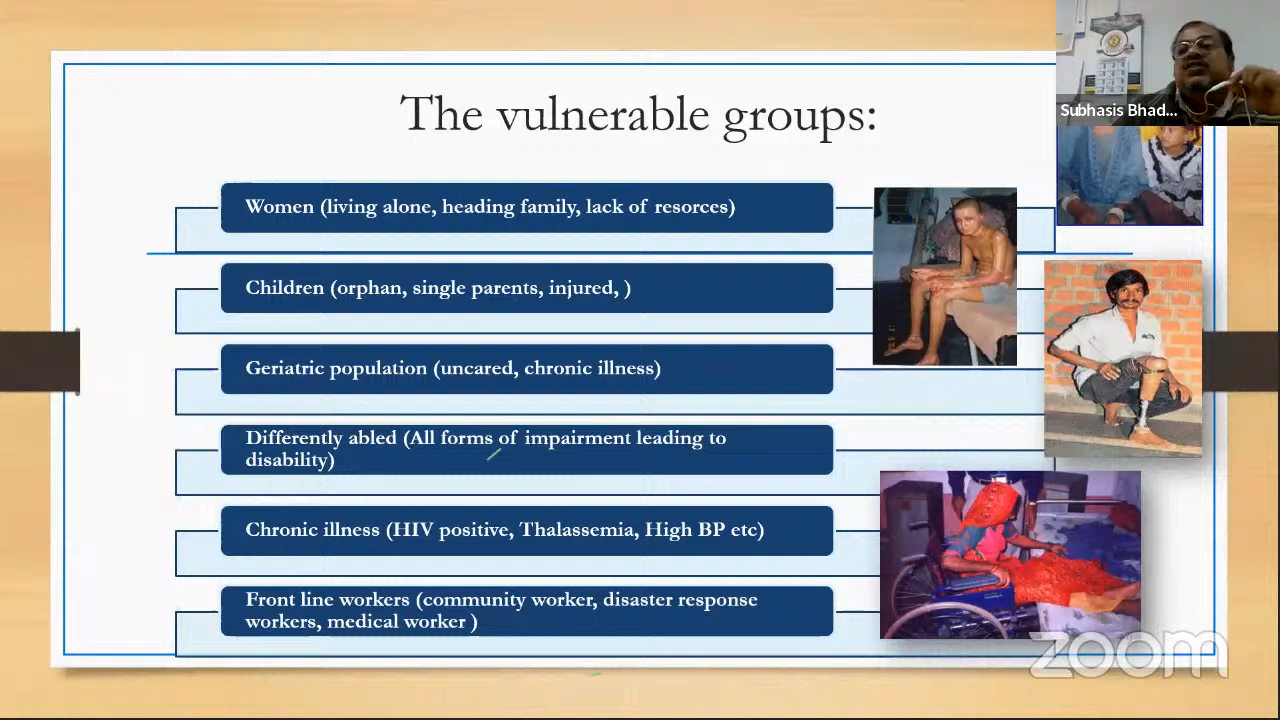 The vulnerable groups:
Subhasis Bhad...
Women (living alone, heading family, lack of resorces)
Children (orphan, single parents, injured, )
Geriatric population (uncared, chronic illness)
Differently abled (All forms of impairment leading to
disability)
Chronic illness (HIV positive, Thalassemia, High BP etc)
Front line workers (community worker, disaster response
workers, medical worker )
zoom